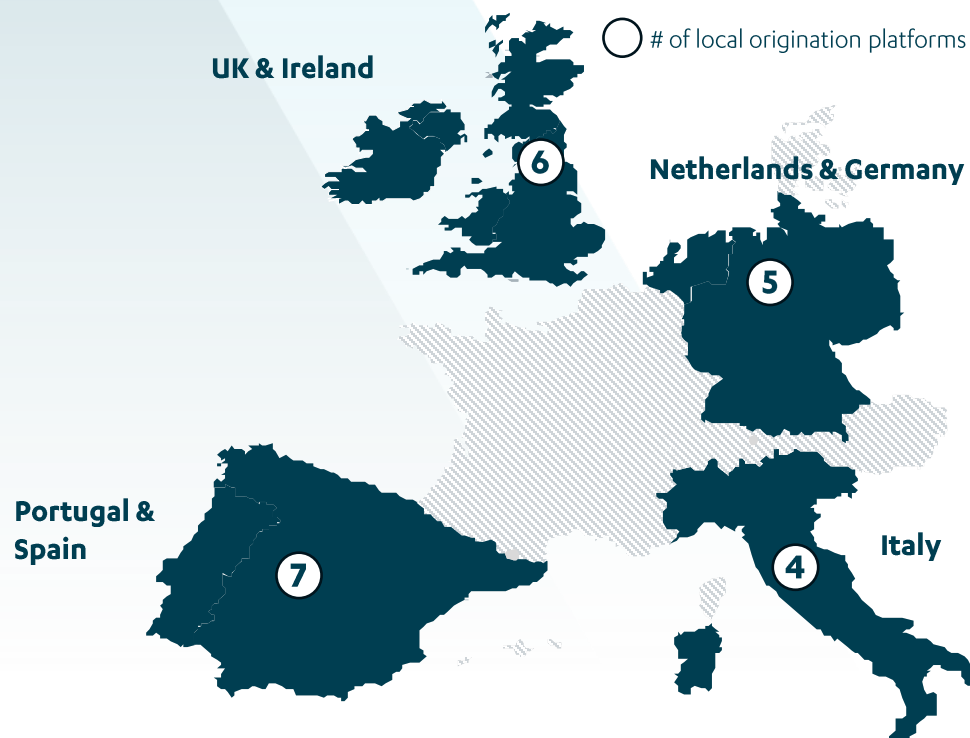 # of local origination platforms
UK & Ireland
6
Netherlands & Germany
5
Portugal &
Spain
7
Italy
4